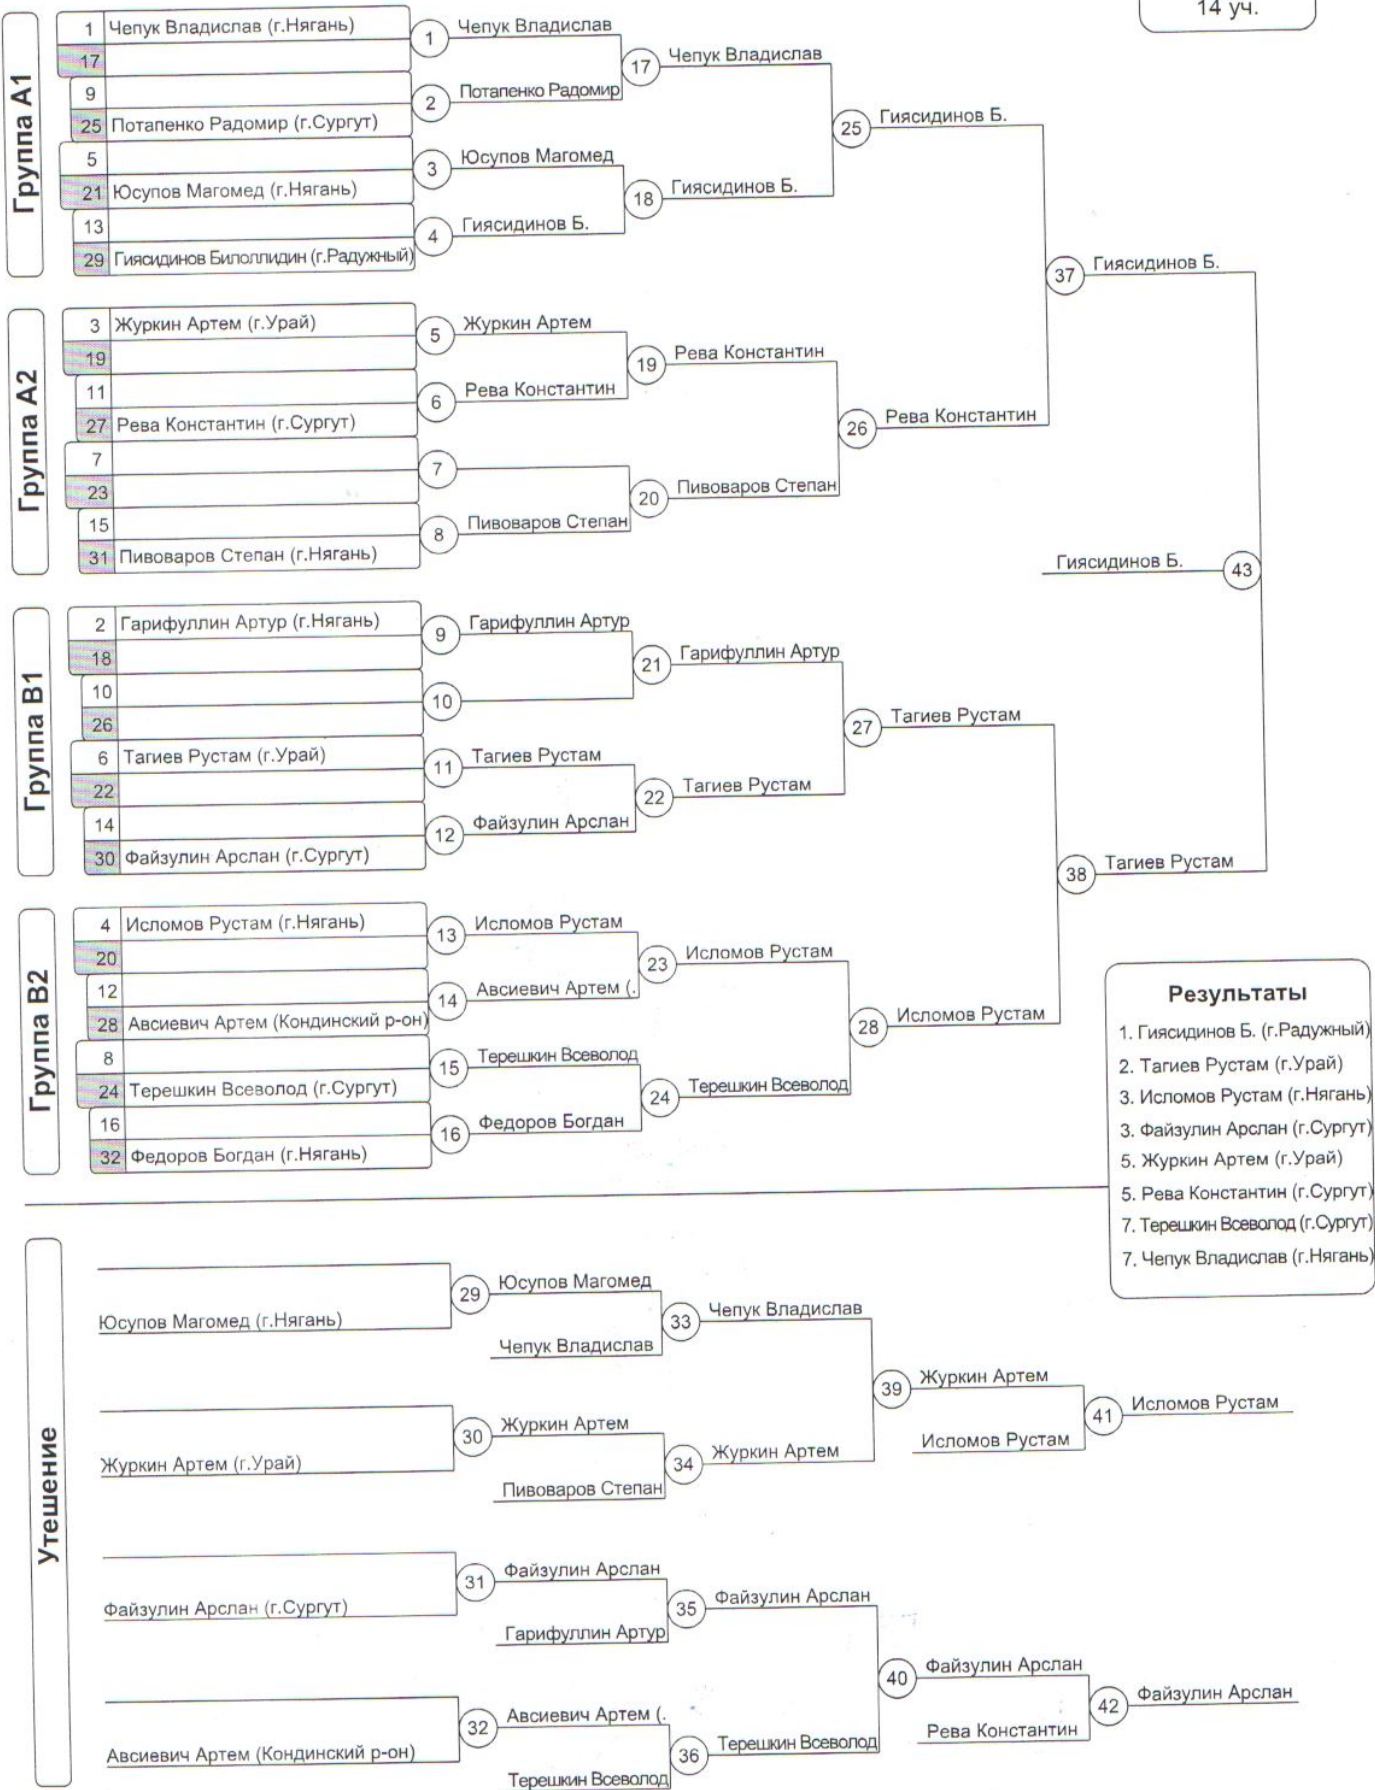 14 уч.
Группа А1
1 Чепук Владислав (г.Нягань)
17
9
25 Потапенко Радомир (г.Сургут)
5
21 Юсупов Магомед (г.Нягань)
13
29 Гиясидинов Билоллидин (г.Радужный)
1 Чепук Владислав
2 Потапенко Радомир
3 Юсупов Магомед
4 Гиясидинов Б.
17 Чепук Владислав
18 Гиясидинов Б.
25 Гиясидинов Б.
Группа А2
3 Журкин Артем (г.Урай)
19
11
27 Рева Константин (г.Сургут)
7
23
15
31 Пивоваров Степан (г.Нягань)
5 Журкин Артем
6 Рева Константин
7
8 Пивоваров Степан
19 Рева Константин
20 Пивоваров Степан
26 Рева Константин
37 Гиясидинов Б.
Гиясидинов Б. 43
Группа В1
2 Гарифуллин Артур (г.Нягань)
18
10
26
6 Тагиев Рустам (г.Урай)
22
14
30 Файзулин Арслан (г.Сургут)
9 Гарифуллин Артур
10
11 Тагиев Рустам
12 Файзулин Арслан
21 Гарифуллин Артур
22 Тагиев Рустам
27 Тагиев Рустам
Группа В2
4 Исломов Рустам (г.Нягань)
20
12
28 Авсиевич Артем (Кондинский р-он)
8
24 Терешкин Всеволод (г.Сургут)
16
32 Федоров Богдан (г.Нягань)
13 Исломов Рустам
14 Авсиевич Артем (.
15 Терешкин Всеволод
16 Федоров Богдан
23 Исломов Рустам
24 Терешкин Всеволод
28 Исломов Рустам
38 Тагиев Рустам
Результаты
1. Гиясидинов Б. (г.Радужный)
2. Тагиев Рустам (г.Урай)
3. Исломов Рустам (г.Нягань)
3. Файзулин Арслан (г.Сургут)
5. Журкин Артем (г.Урай)
5. Рева Константин (г.Сургут)
7. Терешкин Всеволод (г.Сургут)
7. Чепук Владислав (г.Нягань)
Утешение
Юсупов Магомед (г.Нягань)
29 Юсупов Магомед
Чепук Владислав
33 Чепук Владислав
Журкин Артем (г.Урай)
30 Журкин Артем
Пивоваров Степан
34 Журкин Артем
39 Журкин Артем
Исломов Рустам
41 Исломов Рустам
Файзулин Арслан (г.Сургут)
31 Файзулин Арслан
Гарифуллин Артур
35 Файзулин Арслан
Авсиевич Артем (Кондинский р-он)
32 Авсиевич Артем (.
Терешкин Всеволод
36 Терешкин Всеволод
40 Файзулин Арслан
Рева Константин
42 Файзулин Арслан